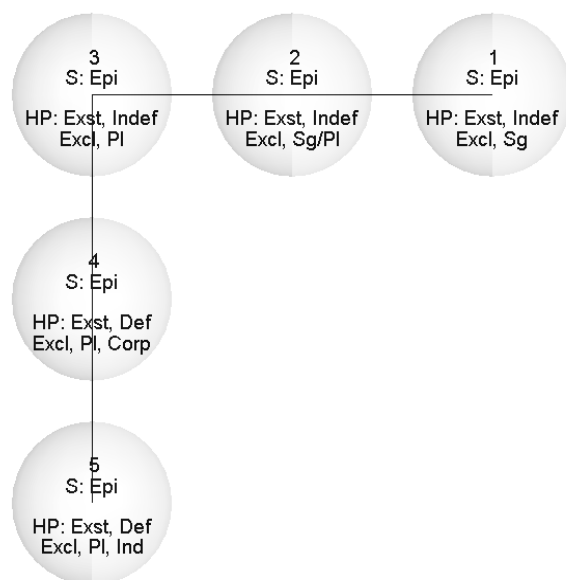 3
S: Epi
HP: Exst, Indef
Excl, Pl
2
S: Epi
HP: Exst, Indef
Excl, Sg/Pl
1
S: Epi
HP: Exst, Indef
Excl, Sg
4
S: Epi
HP: Exst, Def
Excl, Pl, Corp
5
S: Epi
HP: Exst, Def
Excl, Pl, Ind